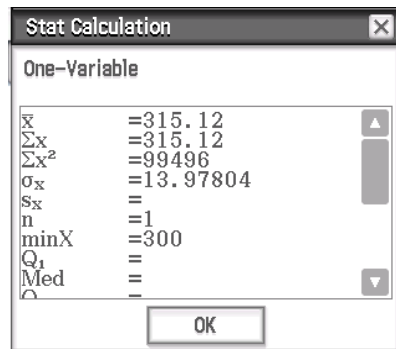 Stat Calculation
One-Variable
x̄ =315.12
Σx =315.12
Σx² =99496
σₓ =13.97804
sₓ =
n =1
minX =300
Q₁ =
Med =
OK